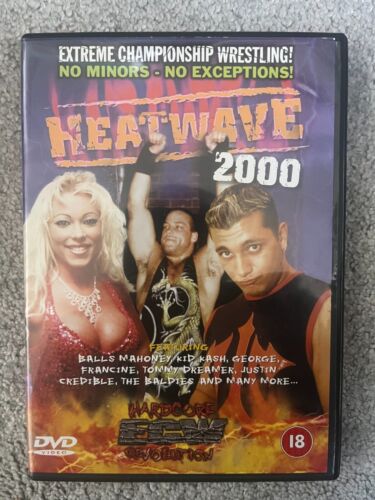 EXTREME CHAMPIONSHIP WRESTLING!
NO MINORS - NO EXCEPTIONS!
HEATWAVE
2000
FEATURING
BALLS MAHONEY, KID KASH, GEORGE,
FRANCINE, TOMMY DREAMER, JUSTIN
CREDIBLE, THE BALDIES AND MANY MORE...
HARDCORE
ECW
REVOLUTION
DVD
VIDEO
18